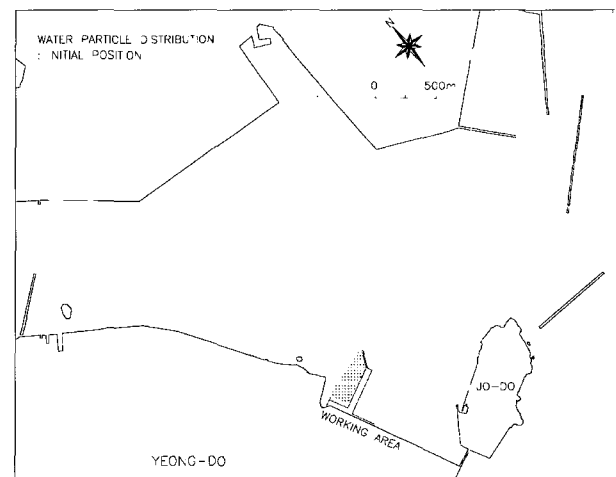 WATER PARTICLE DISTRIBUTION
: INITIAL POSITION
N
0 500m
JO-DO
WORKING AREA
YEONG-DO